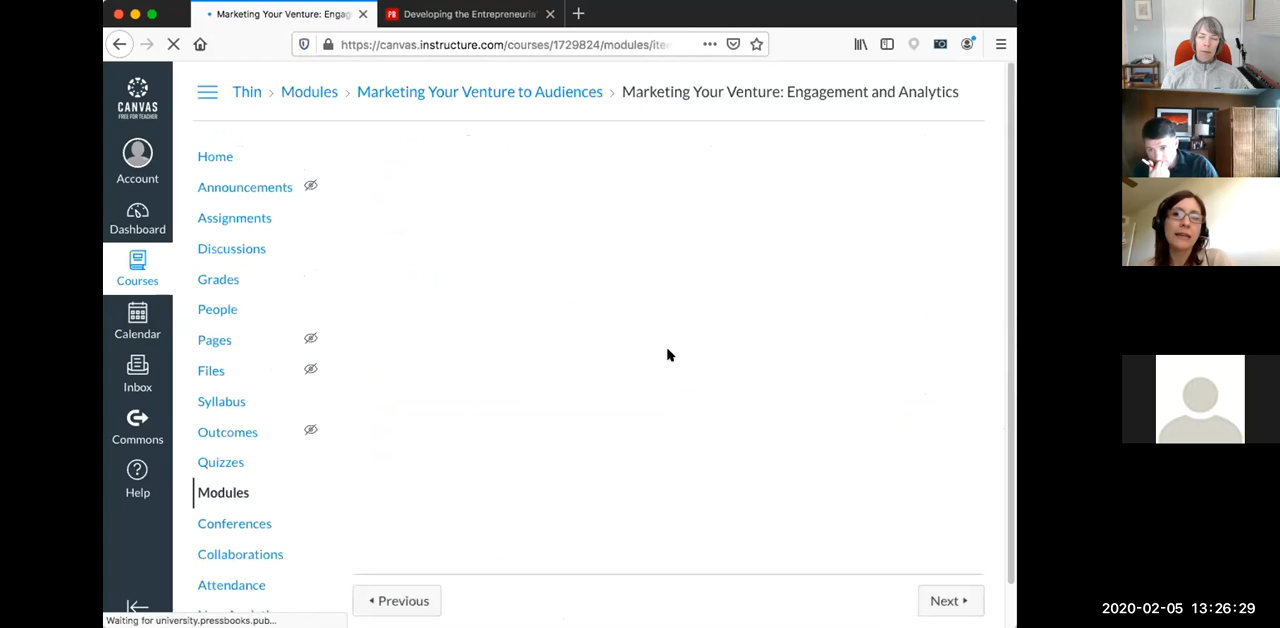 Marketing Your Venture: Engag
Developing the Entrepreneuris
https://canvas.instructure.com/courses/1729824/modules/ite
CANVAS
FREE FOR TEACHER
Account
Dashboard
Courses
Calendar
Inbox
Commons
Help
Thin > Modules > Marketing Your Venture to Audiences > Marketing Your Venture: Engagement and Analytics
Home
Announcements
Assignments
Discussions
Grades
People
Pages
Files
Syllabus
Outcomes
Quizzes
Modules
Conferences
Collaborations
Attendance
Previous
Next
Waiting for university.pressbooks.pub...
2020-02-05 13:26:29